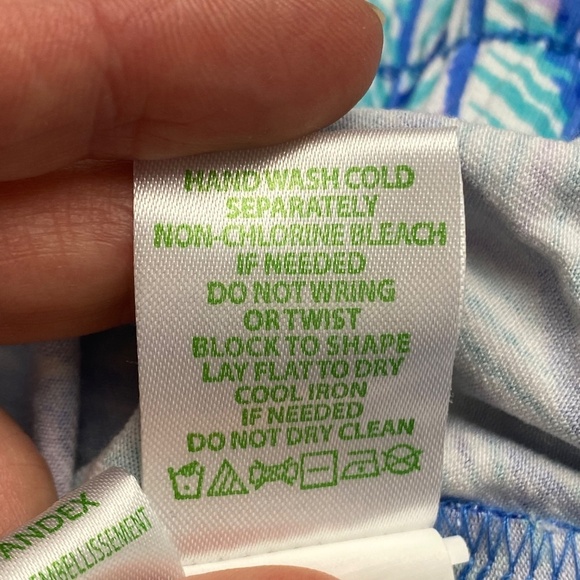 HAND WASH COLD
SEPARATELY
NON-CHLORINE BLEACH
IF NEEDED
DO NOT WRING
OR TWIST
BLOCK TO SHAPE
LAY FLAT TO DRY
COOL IRON
IF NEEDED
DO NOT DRY CLEAN
ANDEX
EMBELLISSEMENT